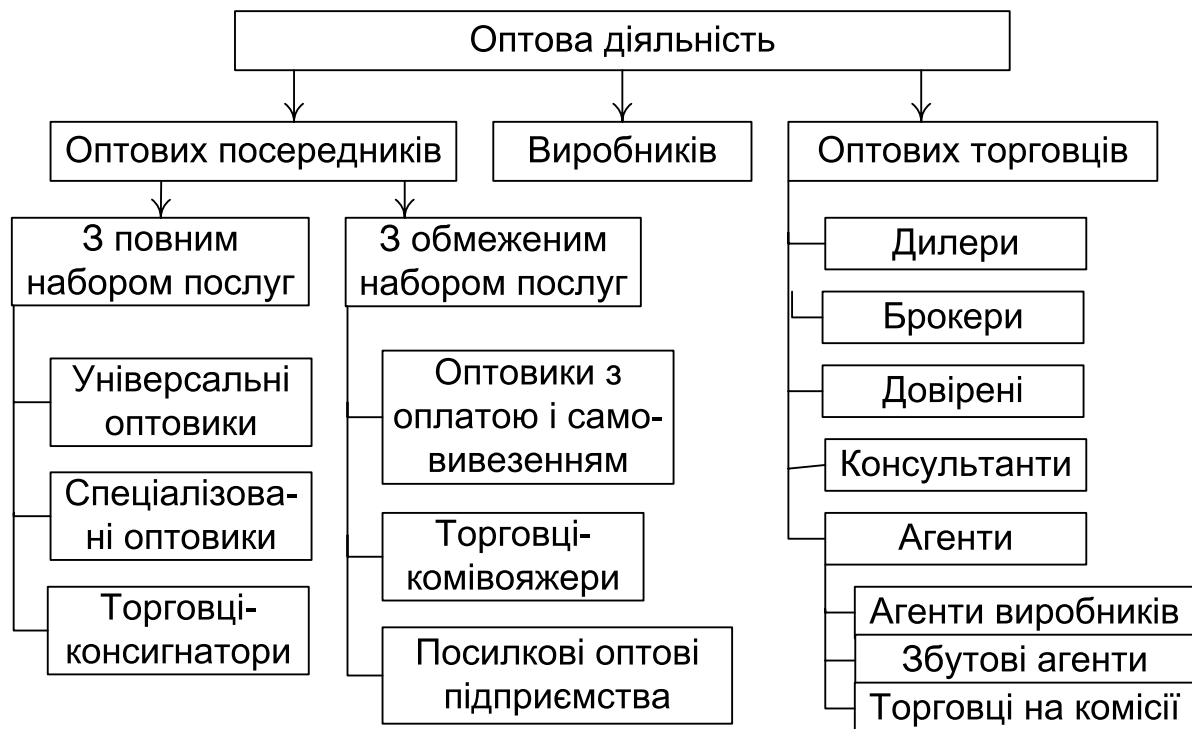 Оптова діяльність
Оптових посередників
Виробників
Оптових торговців
З повним
набором послуг
Універсальні
оптовики
Спеціалізова-
ні оптовики
Торговці-
консигнатори
З обмеженим
набором послуг
Оптовики з
оплатою і само-
вивезенням
Торговці-
комівояжери
Посилкові оптові
підприємства
Дилери
Брокери
Довірені
Консультанти
Агенти
Агенти виробників
Збутові агенти
Торговці на комісії